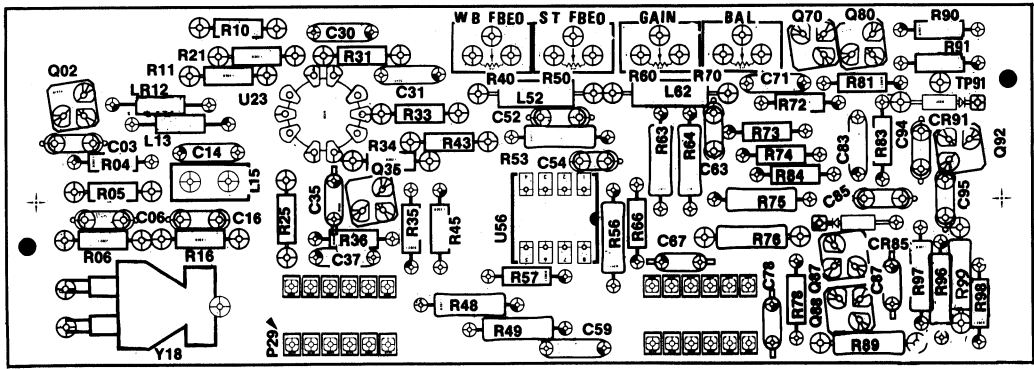 WB FBEO
ST FBEO
GAIN
BAL
Q70
Q80
R90
R10
C30
R21
R31
R91
R11
C31
R40
R50
R60
R70
C71
R81
TP91
Q02
LR12
U23
L52
L62
R72
L13
R33
C52
R63
R64
R73
C83
R83
C94
CR91
Q92
C03
R04
C14
R34
R43
R53
C54
C63
R74
R84
Q35
R05
L15
R25
C35
R35
R45
U56
R56
R66
R75
C85
C95
C06
C16
R06
R16
R36
C37
C67
R76
CR85
R57
C78
R78
Q87
Q88
C87
R97
R96
R99
R98
R48
R49
C59
R89
P29
Y18